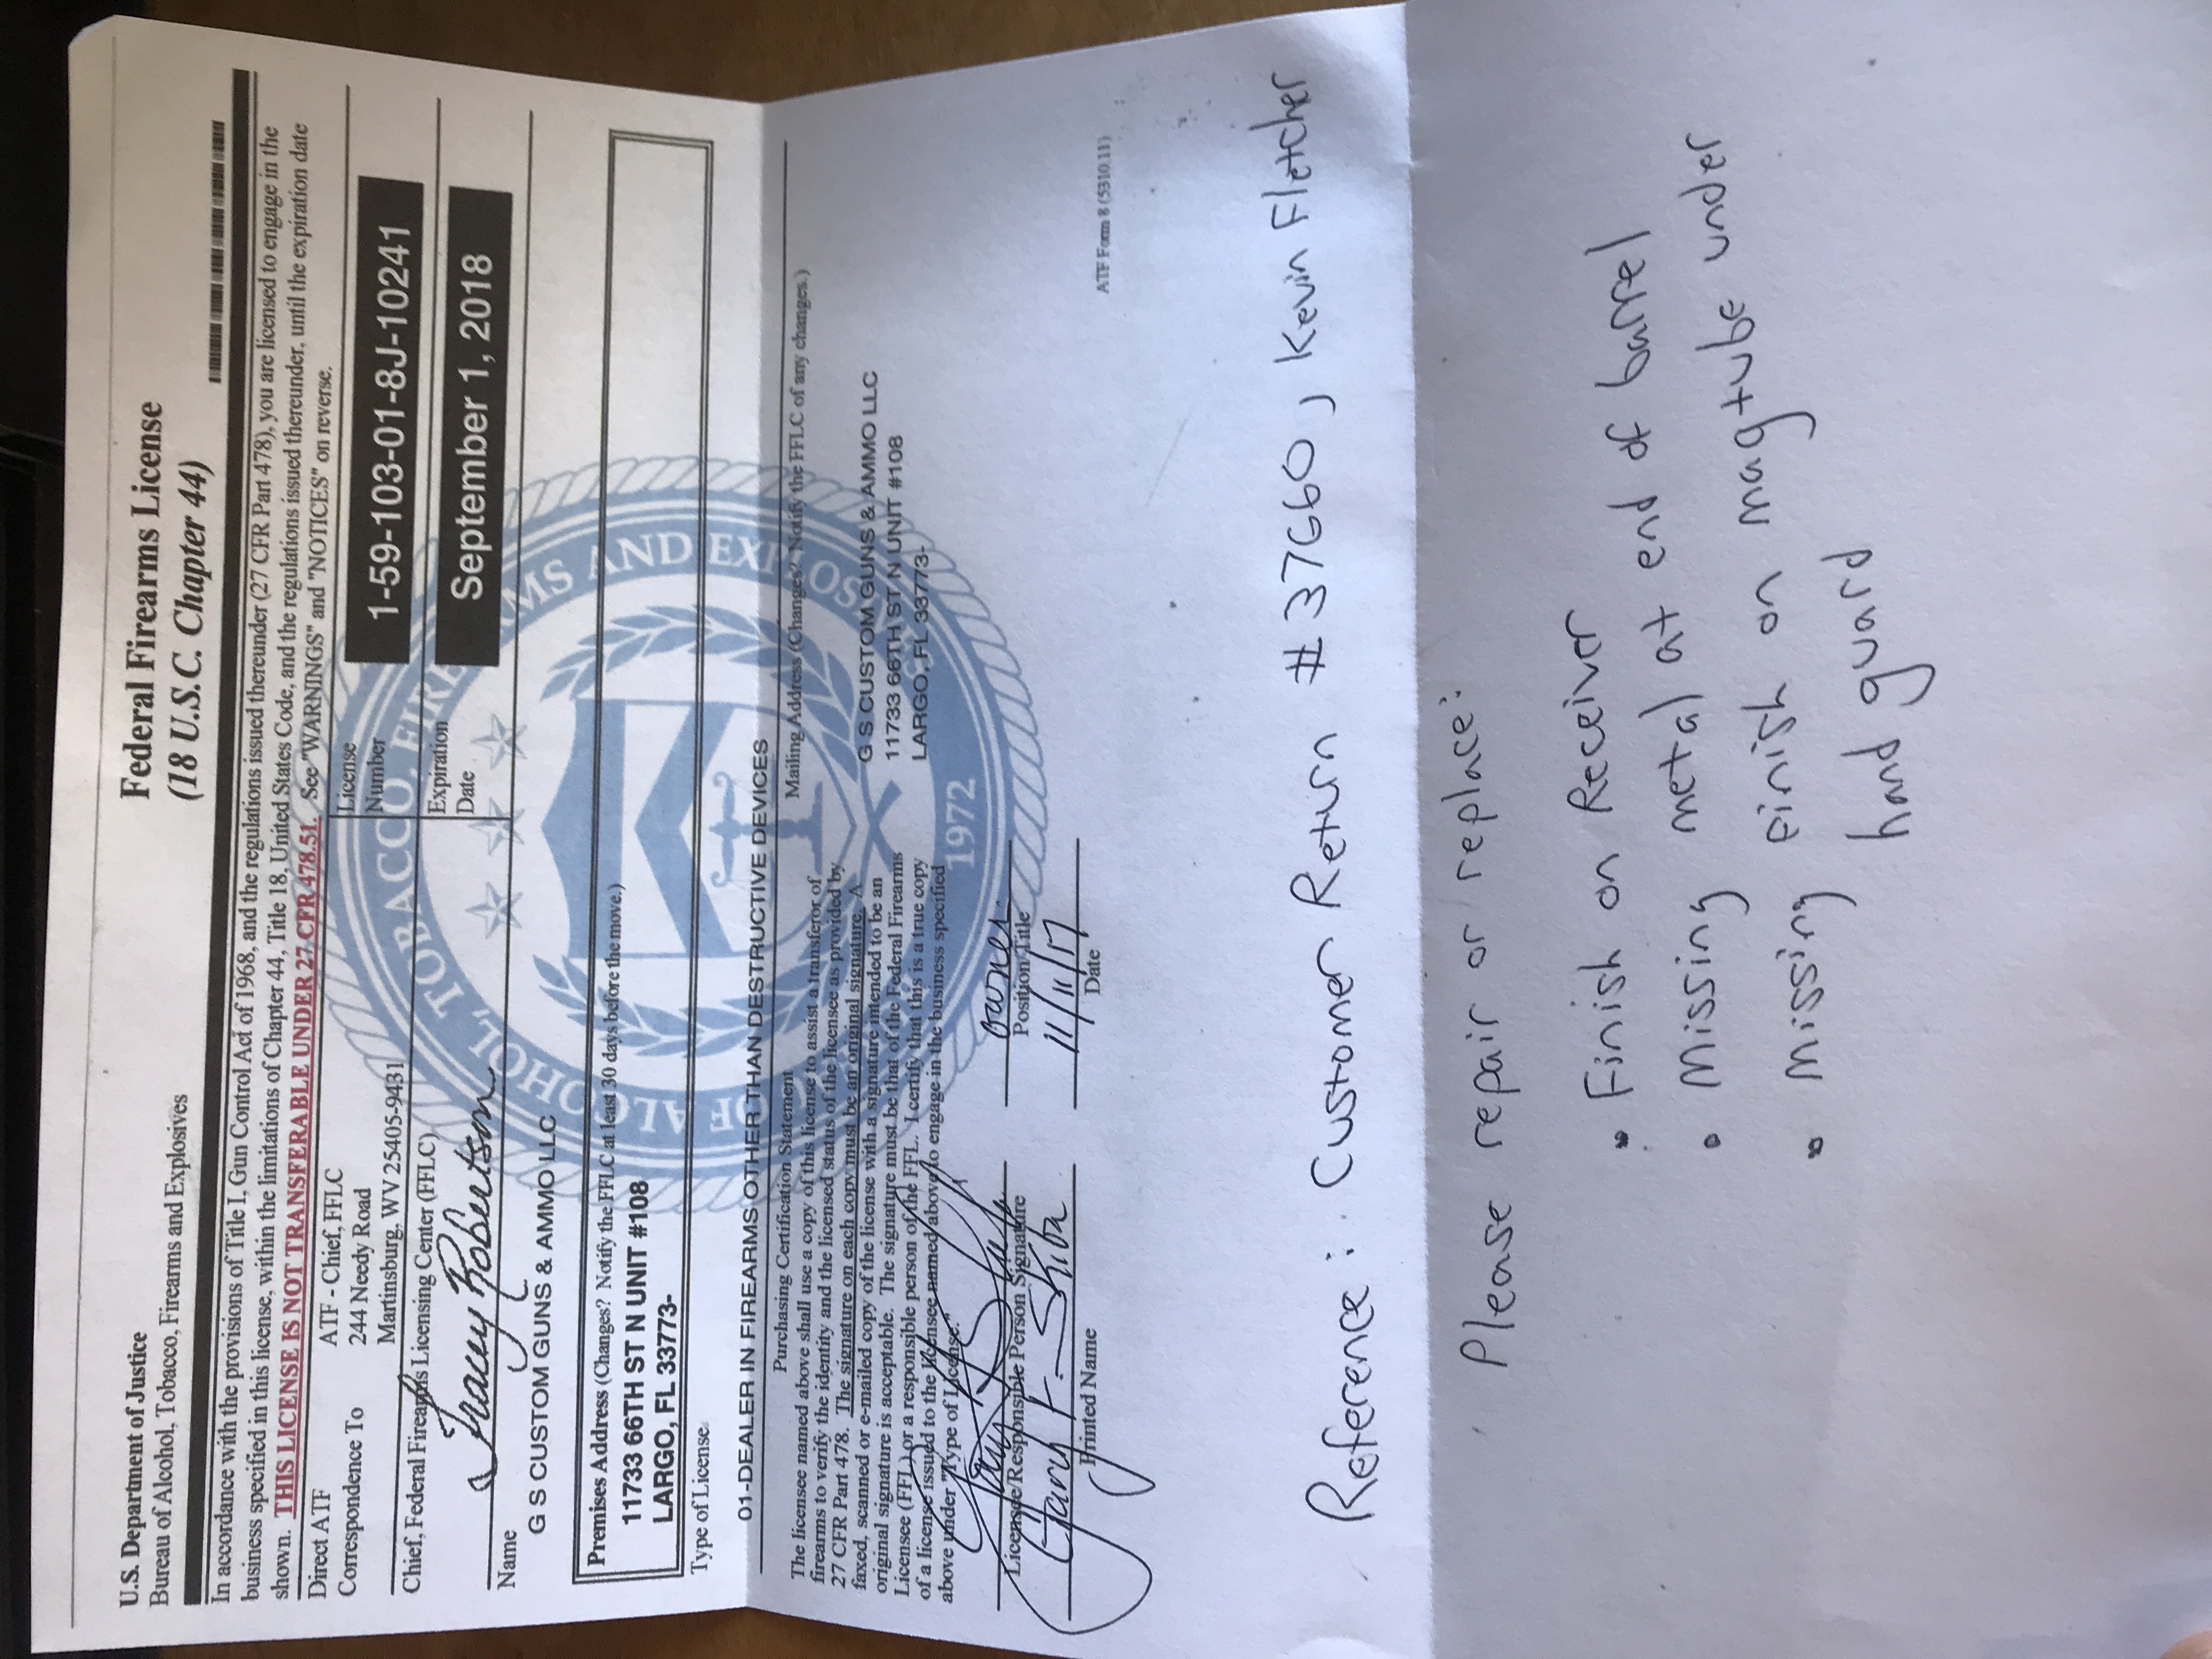 U.S. Department of Justice
Bureau of Alcohol, Tobacco, Firearms and Explosives
Federal Firearms License
(18 U.S.C. Chapter 44)
In accordance with the provisions of Title I, Gun Control Act of 1968, and the regulations issued thereunder (27 CFR Part 478), you are licensed to engage in the
business specified in this license, within the limitations of Chapter 44, Title 18, United States Code, and the regulations issued thereunder, until the expiration date
shown. THIS LICENSE IS NOT TRANSFERABLE UNDER 27 CFR 478.51. See "WARNINGS" and "NOTICES" on reverse.
Direct ATF
Correspondence To
ATF - Chief, FFLC
244 Needy Road
Martinsburg, WV 25405-9431
License
Number
1-59-103-01-8J-10241
Chief, Federal Firearms Licensing Center (FFLC)
Tracey Robertson
Expiration
Date
September 1, 2018
Name
G S CUSTOM GUNS & AMMO LLC
Premises Address (Changes? Notify the FFLC at least 30 days before the move.)
11733 66TH ST N UNIT #108
LARGO, FL 33773-
Type of License
01-DEALER IN FIREARMS OTHER THAN DESTRUCTIVE DEVICES
Purchasing Certification Statement
The licensee named above shall use a copy of this license to assist a transferor of
firearms to verify the identity and the licensed status of the licensee as provided by
27 CFR Part 478. The signature on each copy must be an original signature. A
faxed, scanned or e-mailed copy of the license with a signature intended to be an
original signature is acceptable. The signature must be that of the Federal Firearms
Licensee (FFL) or a responsible person of the FFL. I certify that this is a true copy
of a license issued to the licensee named above to engage in the business specified
above under "Type of License."
Mailing Address (Changes? Notify the FFLC of any changes.)
G S CUSTOM GUNS & AMMO LLC
11733 66TH ST N UNIT #108
LARGO, FL 33773-
OF ALCOHOL, TOBACCO, FIREARMS AND EXPLOSIVES
1972
Licensee/Responsible Person Signature
owner
Position/Title
Gary F. Skiba
Printed Name
11/11/17
Date
ATF Form 8 (5310.11)
Reference: Customer Return #37660, Kevin Fletcher
Please repair or replace:
• Finish on Receiver
• Missing metal at end of barrel
• Missing finish on magtube under
hand guard